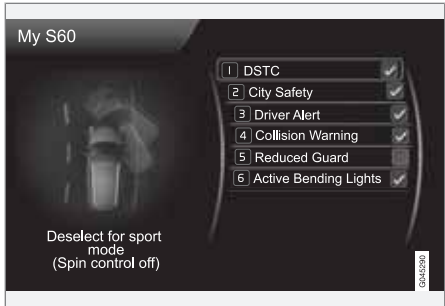 My S60
1 DSTC
2 City Safety
3 Driver Alert
4 Collision Warning
5 Reduced Guard
6 Active Bending Lights
Deselect for sport
mode
(Spin control off)
G045290